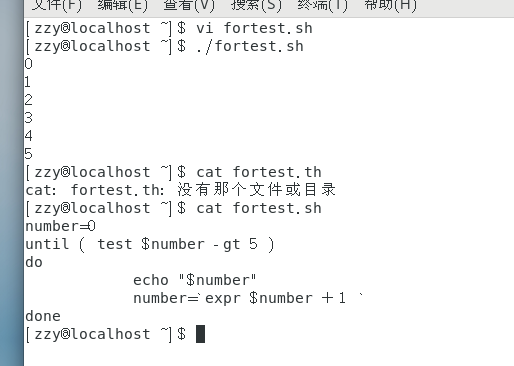 文件(F) 编辑(E) 查看(V) 搜索(S) 终端(T) 帮助(H)
[zzy@localhost ~]$ vi fortest.sh
[zzy@localhost ~]$ ./fortest.sh
0
1
2
3
4
5
[zzy@localhost ~]$ cat fortest.th
cat: fortest.th: 没有那个文件或目录
[zzy@localhost ~]$ cat fortest.sh
number=0
until ( test $number -gt 5 )
do
            echo "$number"
            number=`expr $number +1 `
done
[zzy@localhost ~]$